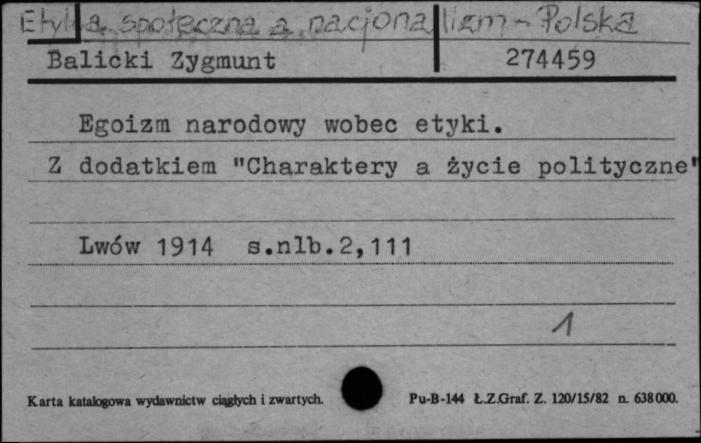 Etyka społeczna a nacjonalizm - Polska
Balicki Zygmunt 274459
Egoizm narodowy wobec etyki.
Z dodatkiem "Charaktery a życie polityczne"
Lwów 1914 s.nlb.2,111
1
Karta katalogowa wydawnictw ciągłych i zwartych. Pu-B-144 Ł.Z.Graf. Z. 120/15/82 n. 638000.